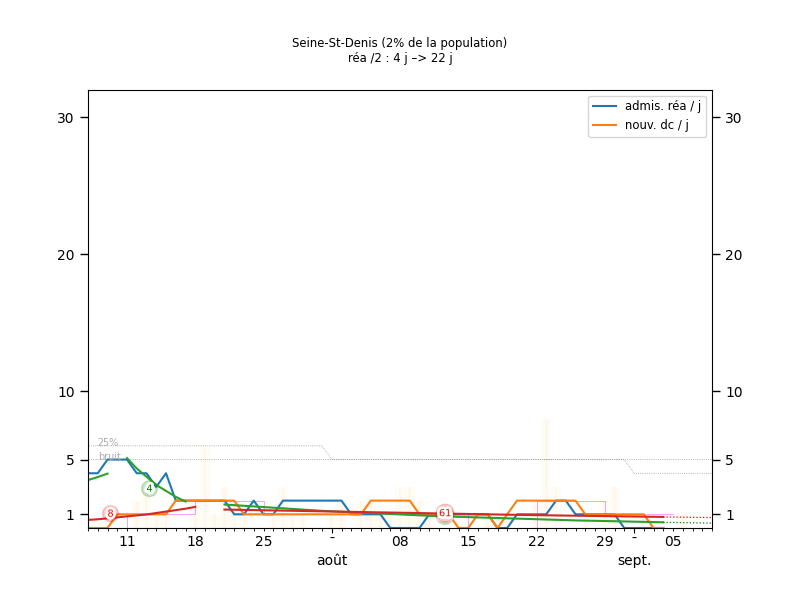 Seine-St-Denis (2% de la population)
réa /2 : 4 j –> 22 j
admis. réa / j
nouv. dc / j
30 30
20 20
10 10
25%
bruit
5 5
4
8 61
1 1
11 18 25 - 08 15 22 29 - 05
août sept.